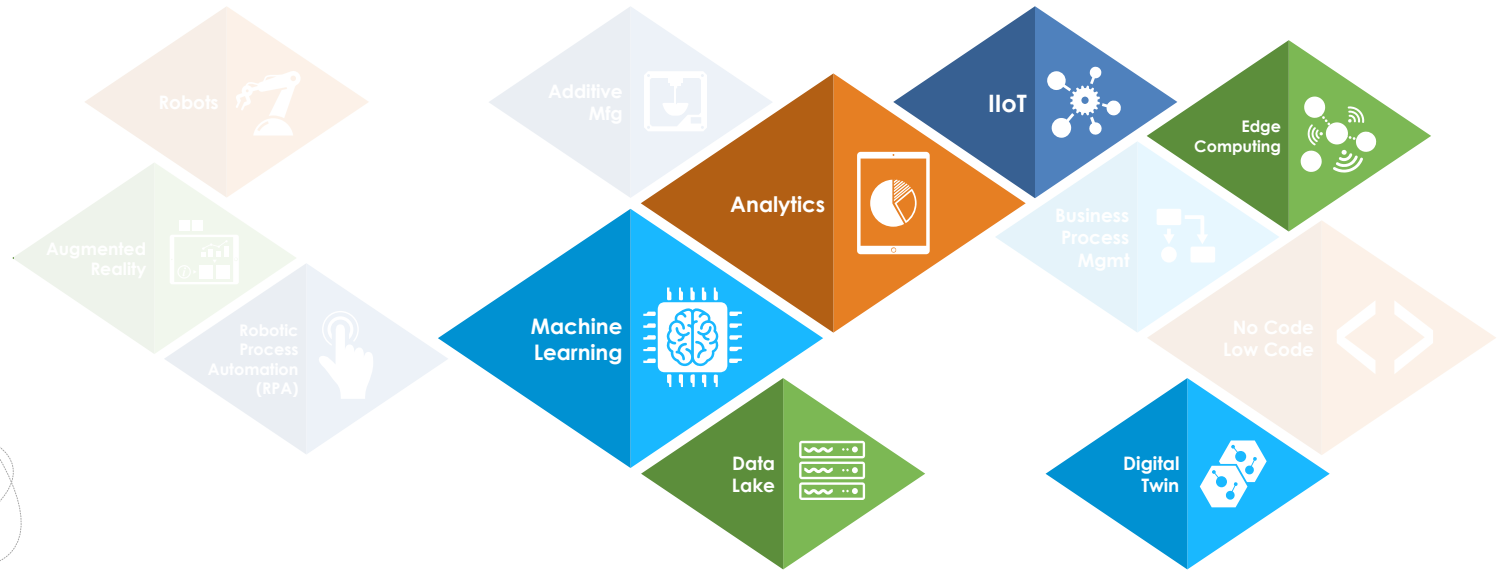 Robots
Additive
Mfg
IIoT
Edge
Computing
Analytics
Business
Process
Mgmt
Augmented
Reality
Machine
Learning
Robotic
Process
Automation
(RPA)
No Code
Low Code
Data
Lake
Digital
Twin